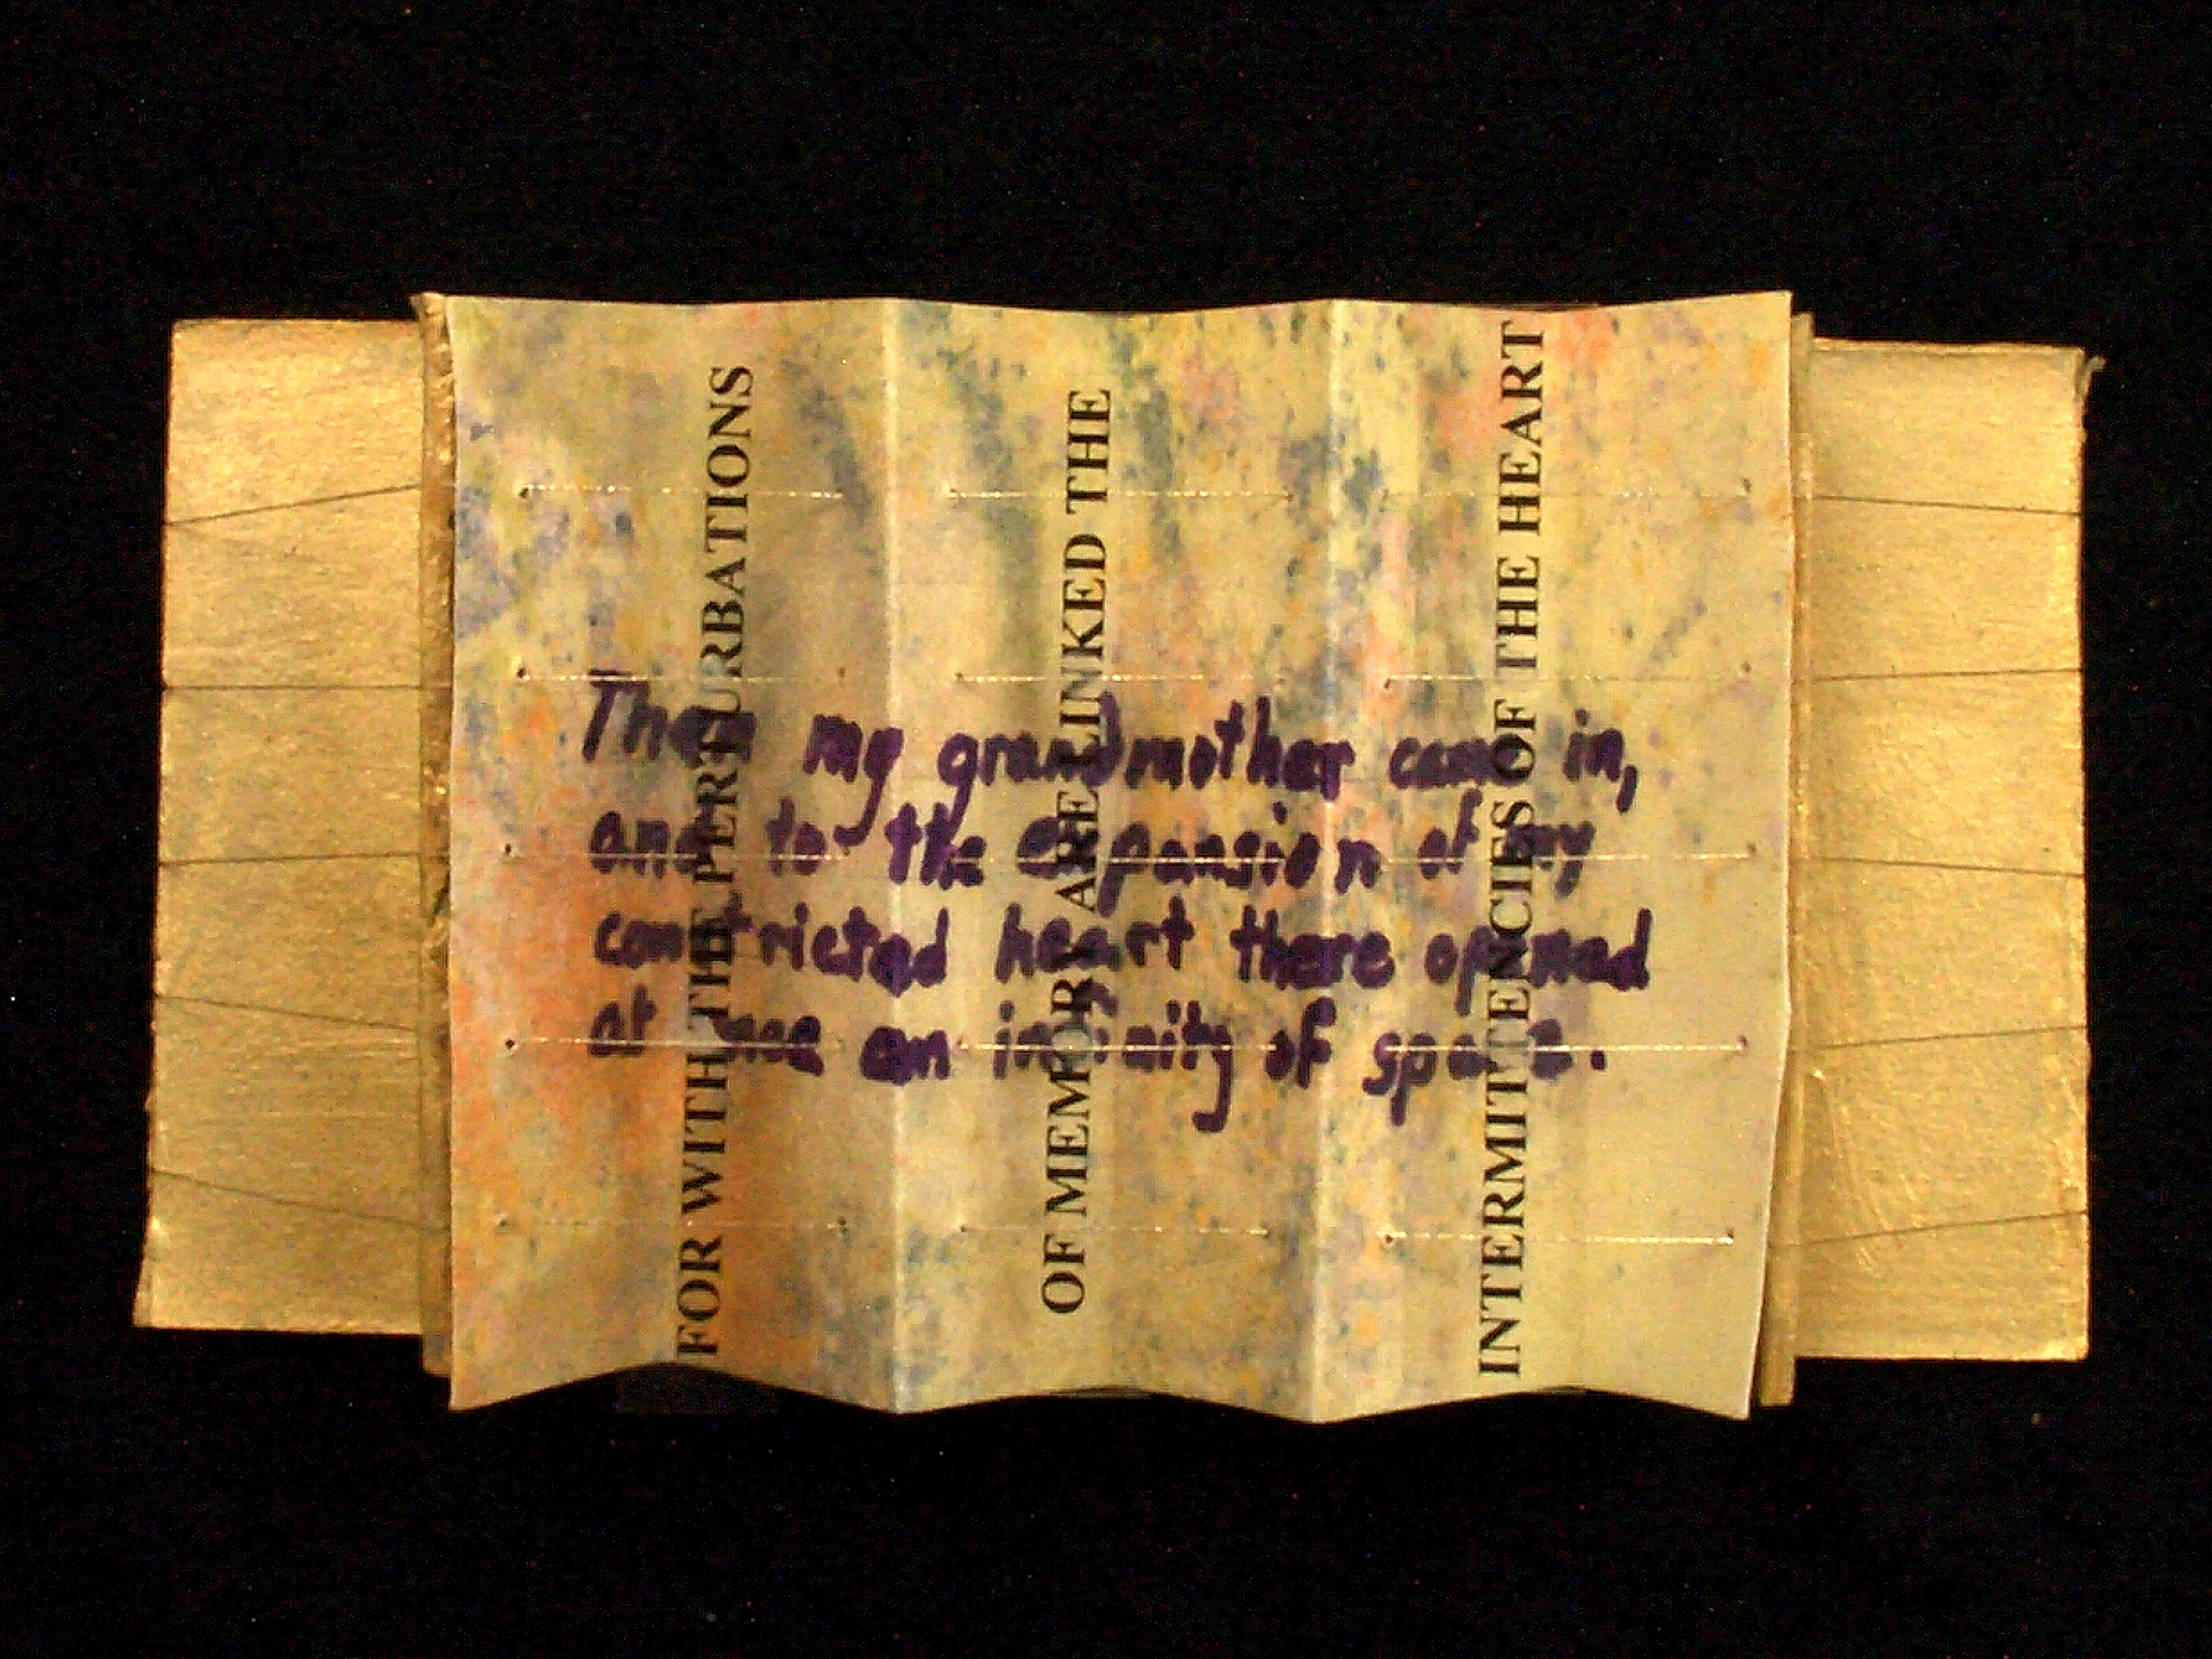 FOR WITH THE PERTURBATIONS
OF MEMORY ARE LINKED THE
INTERMITTENCIES OF THE HEART
Then my grandmother came in,
and to the expansion of my
constricted heart there opened
at one an infinity of space.